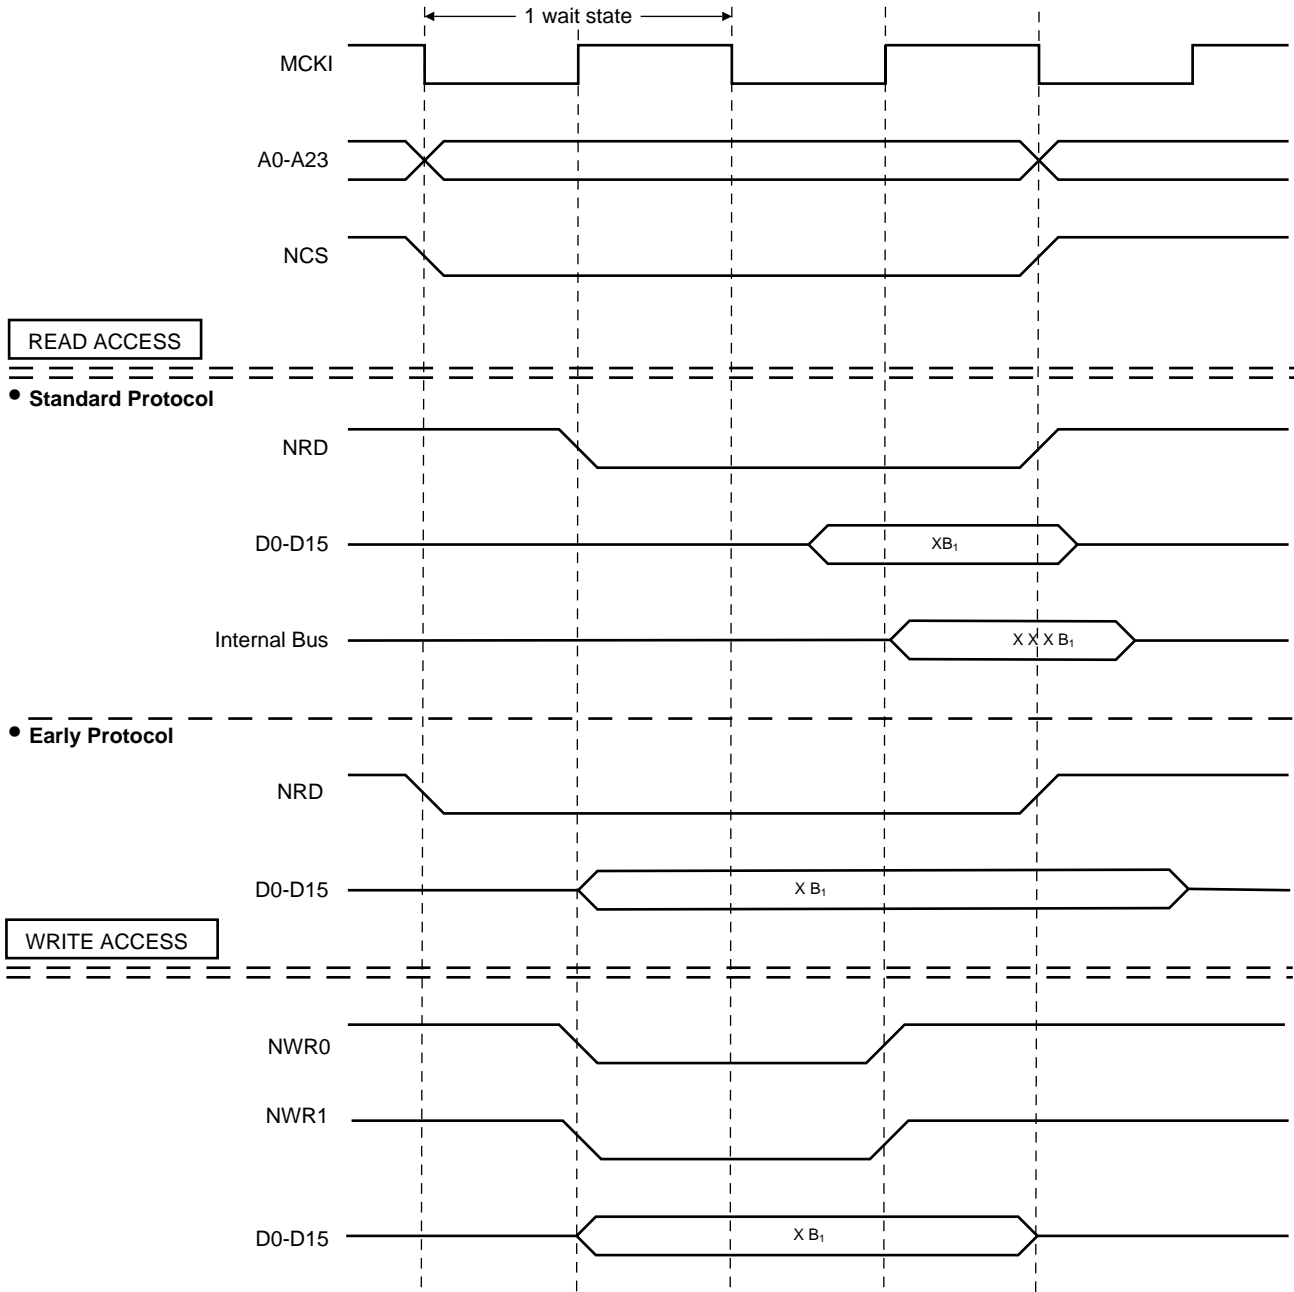 1 wait state
MCKI
A0-A23
NCS
READ ACCESS
• Standard Protocol
NRD
D0-D15 XB₁
Internal Bus X X X B₁
• Early Protocol
NRD
D0-D15 X B₁
WRITE ACCESS
NWR0
NWR1
D0-D15 X B₁